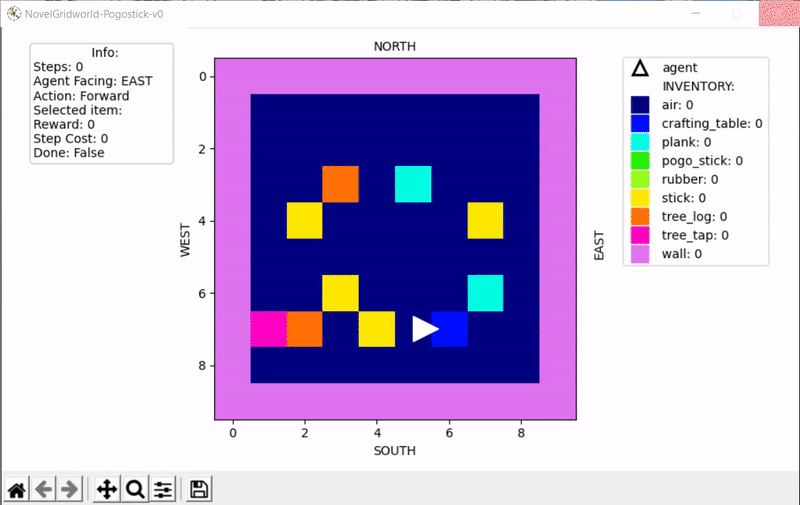 NovelGridworld-Pogostick-v0
Info:
Steps: 0
Agent Facing: EAST
Action: Forward
Selected item:
Reward: 0
Step Cost: 0
Done: False
NORTH
0
2
4
6
8
WEST
0 2 4 6 8
SOUTH
EAST
agent
INVENTORY:
air: 0
crafting_table: 0
plank: 0
pogo_stick: 0
rubber: 0
stick: 0
tree_log: 0
tree_tap: 0
wall: 0